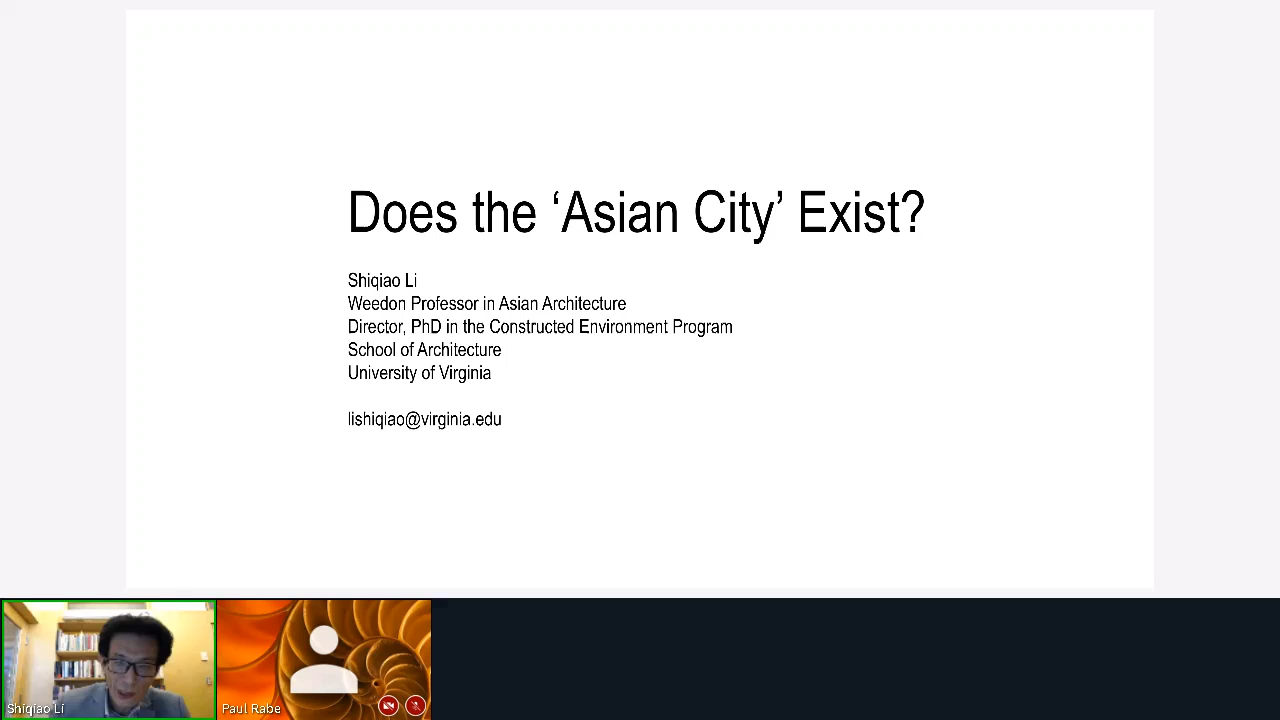 Does the ‘Asian City’ Exist?
Shiqiao Li
Weedon Professor in Asian Architecture
Director, PhD in the Constructed Environment Program
School of Architecture
University of Virginia
lishiqiao@virginia.edu
Shiqiao Li
Paul Rabe